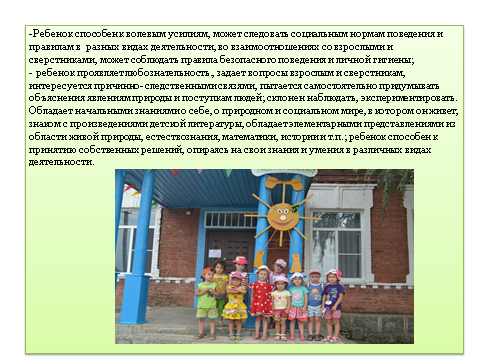 -Ребенок способен к волевым усилиям, может следовать социальным нормам поведения и
правилам в разных видах деятельности, во взаимоотношениях со взрослыми и
сверстниками, может соблюдать правила безопасного поведения и личной гигиены;
- ребенок проявляет любознательность, задает вопросы взрослым и сверстникам,
интересуется причинно-следственными связями, пытается самостоятельно придумывать
объяснения явлениям природы и поступкам людей; склонен наблюдать, экспериментировать.
Обладает начальными знаниями о себе, о природном и социальном мире, в котором он живет,
знаком с произведениями детской литературы, обладает элементарными представлениями из
области живой природы, естествознания, математики, истории и т.п.; ребенок способен к
принятию собственных решений, опираясь на свои знания и умения в различных видах
деятельности.